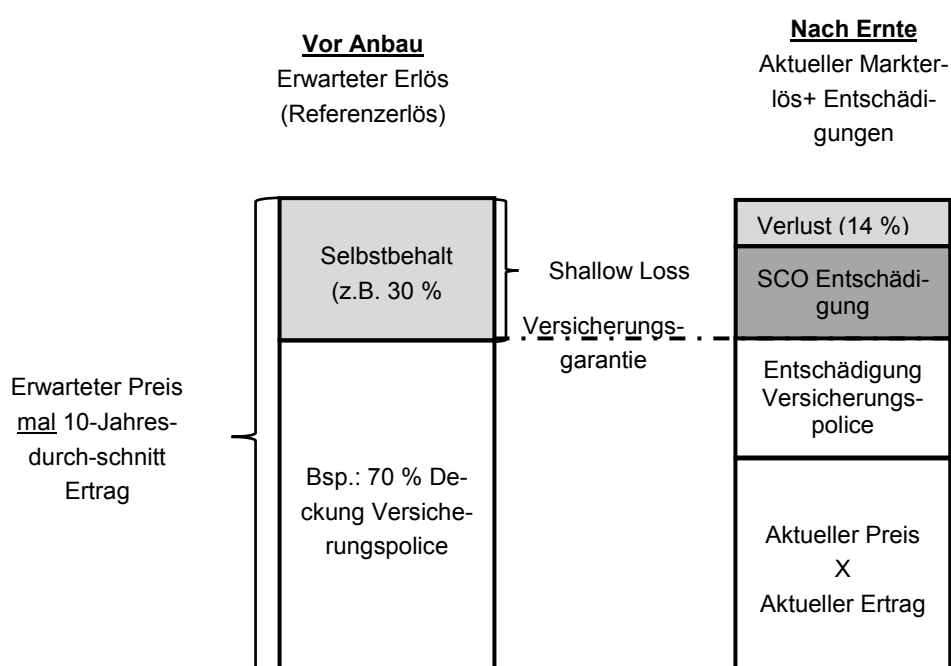 Vor Anbau
Erwarteter Erlös
(Referenzerlös)
Nach Ernte
Aktueller Markter-
lös+ Entschädi-
gungen
Erwarteter Preis
mal 10-Jahres-
durch-schnitt
Ertrag
Selbstbehalt
(z.B. 30 %
Bsp.: 70 % De-
ckung Versiche-
rungspolice
Shallow Loss
Versicherungs-
garantie
Verlust (14 %)
SCO Entschädi-
gung
Entschädigung
Versicherungs-
police
Aktueller Preis
X
Aktueller Ertrag